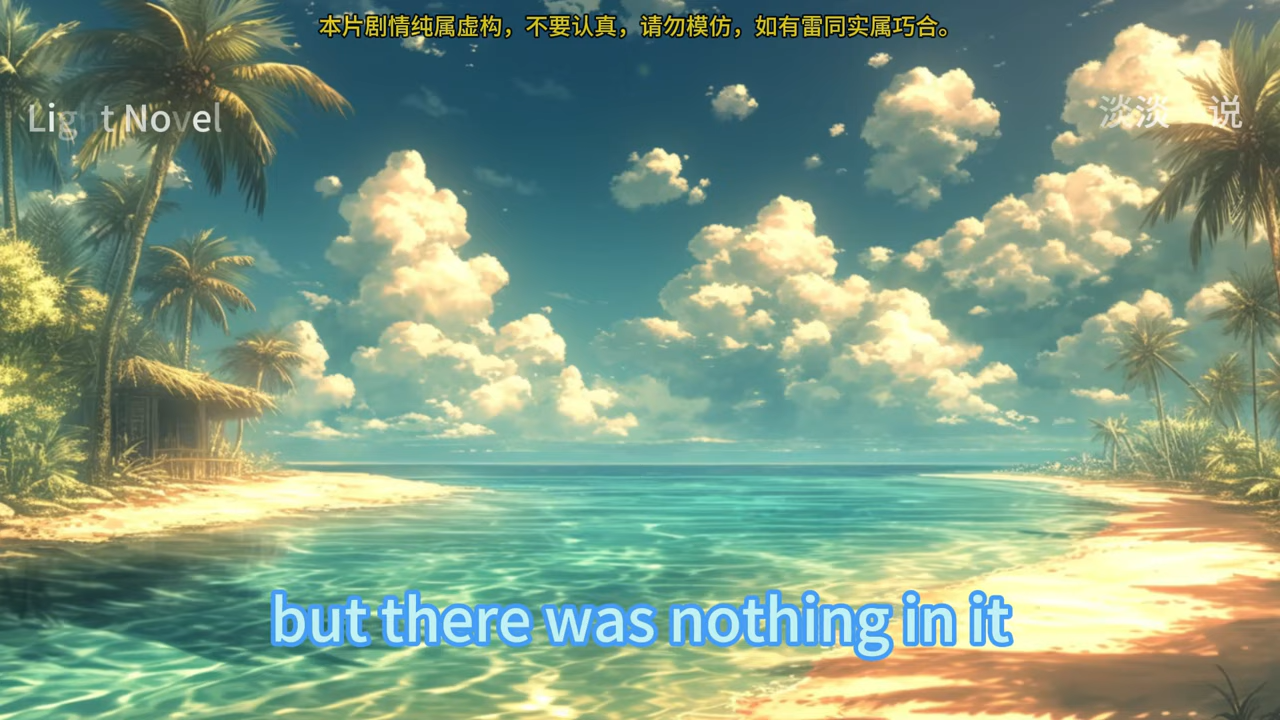 本片剧情纯属虚构，不要认真，请勿模仿，如有雷同实属巧合。
Light Novel
淡淡 说
but there was nothing in it